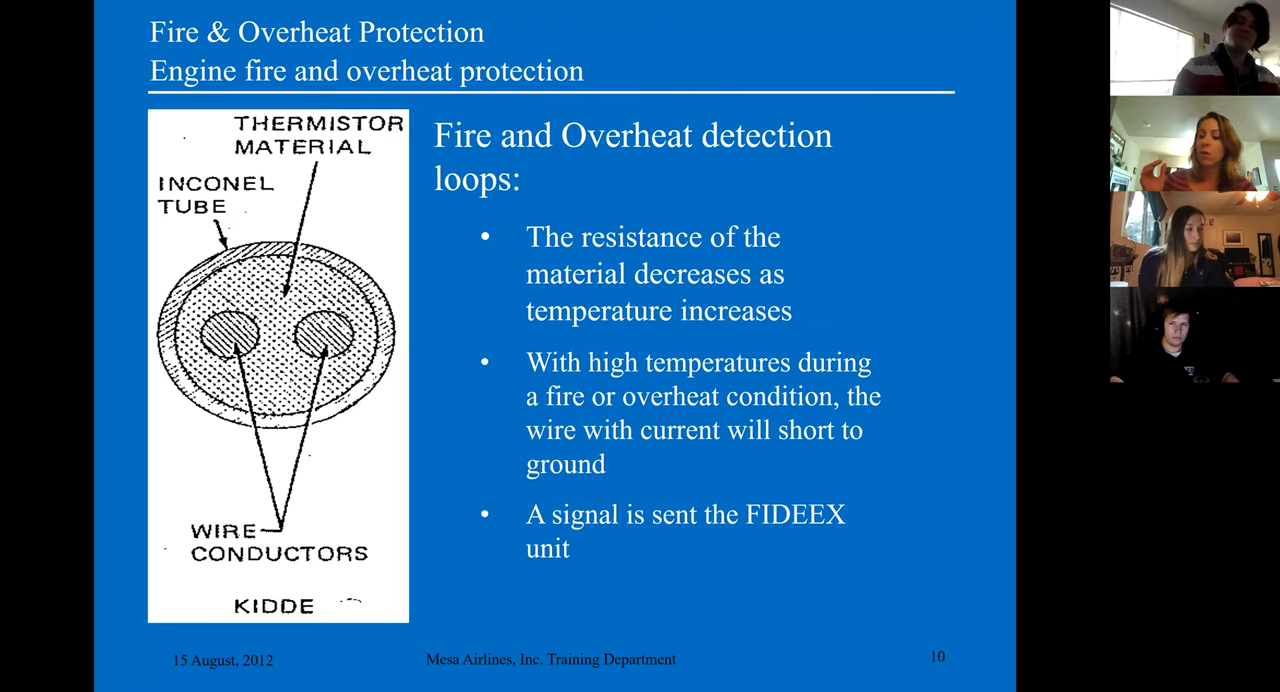 Fire & Overheat Protection
Engine fire and overheat protection
THERMISTOR
MATERIAL
INCONEL
TUBE
WIRE
CONDUCTORS
KIDDE
Fire and Overheat detection
loops:
• The resistance of the
material decreases as
temperature increases
• With high temperatures during
a fire or overheat condition, the
wire with current will short to
ground
• A signal is sent the FIDEEX
unit
15 August, 2012
Mesa Airlines, Inc. Training Department
10